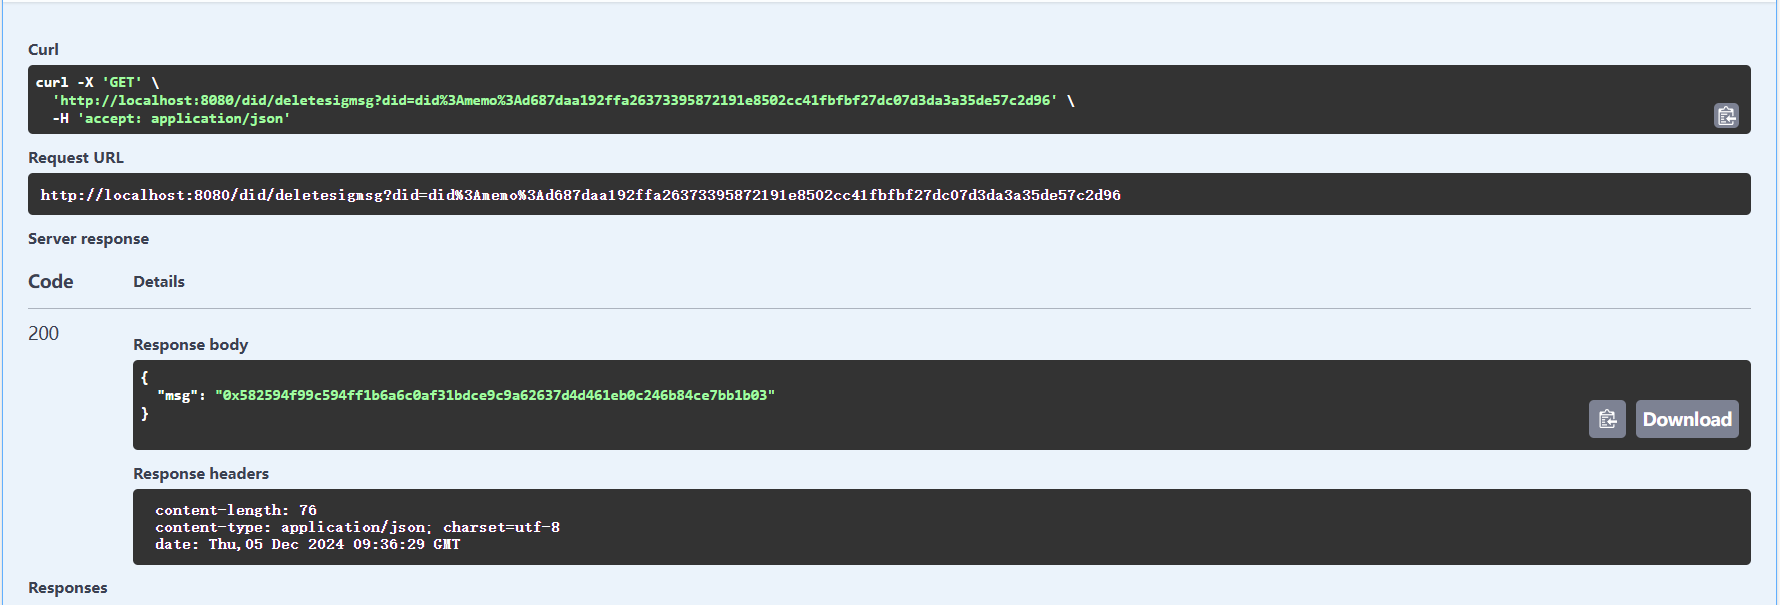 Curl
curl -X 'GET' \
'http://localhost:8080/did/deletesigmsg?did=did%3Amemo%3Ad687daa192ffa26373395872191e8502cc41fbfbf27dc07d3da3a35de57c2d96' \
-H 'accept: application/json'
Request URL
http://localhost:8080/did/deletesigmsg?did=did%3Amemo%3Ad687daa192ffa26373395872191e8502cc41fbfbf27dc07d3da3a35de57c2d96
Server response
Code Details
200
Response body
{
"msg": "0x582594f99c594ff1b6a6c0af31bdce9c9a62637d4d461eb0c246b84ce7bb1b03"
}
Download
Response headers
content-length: 76
content-type: application/json; charset=utf-8
date: Thu,05 Dec 2024 09:36:29 GMT
Responses